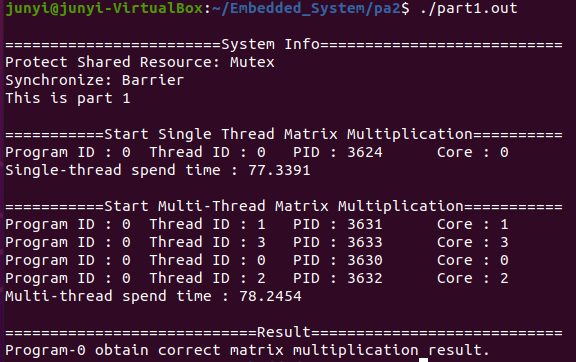 junyi@junyi-VirtualBox:~/Embedded_System/pa2$ ./part1.out
========================System Info===========================
Protect Shared Resource: Mutex
Synchronize: Barrier
This is part 1
===========Start Single Thread Matrix Multiplication==========
Program ID : 0  Thread ID : 0   PID : 3624      Core : 0
Single-thread spend time : 77.3391
===========Start Multi-Thread Matrix Multiplication===========
Program ID : 0  Thread ID : 1   PID : 3631      Core : 1
Program ID : 0  Thread ID : 3   PID : 3633      Core : 3
Program ID : 0  Thread ID : 0   PID : 3630      Core : 0
Program ID : 0  Thread ID : 2   PID : 3632      Core : 2
Multi-thread spend time : 78.2454
============================Result============================
Program-0 obtain correct matrix multiplication result.